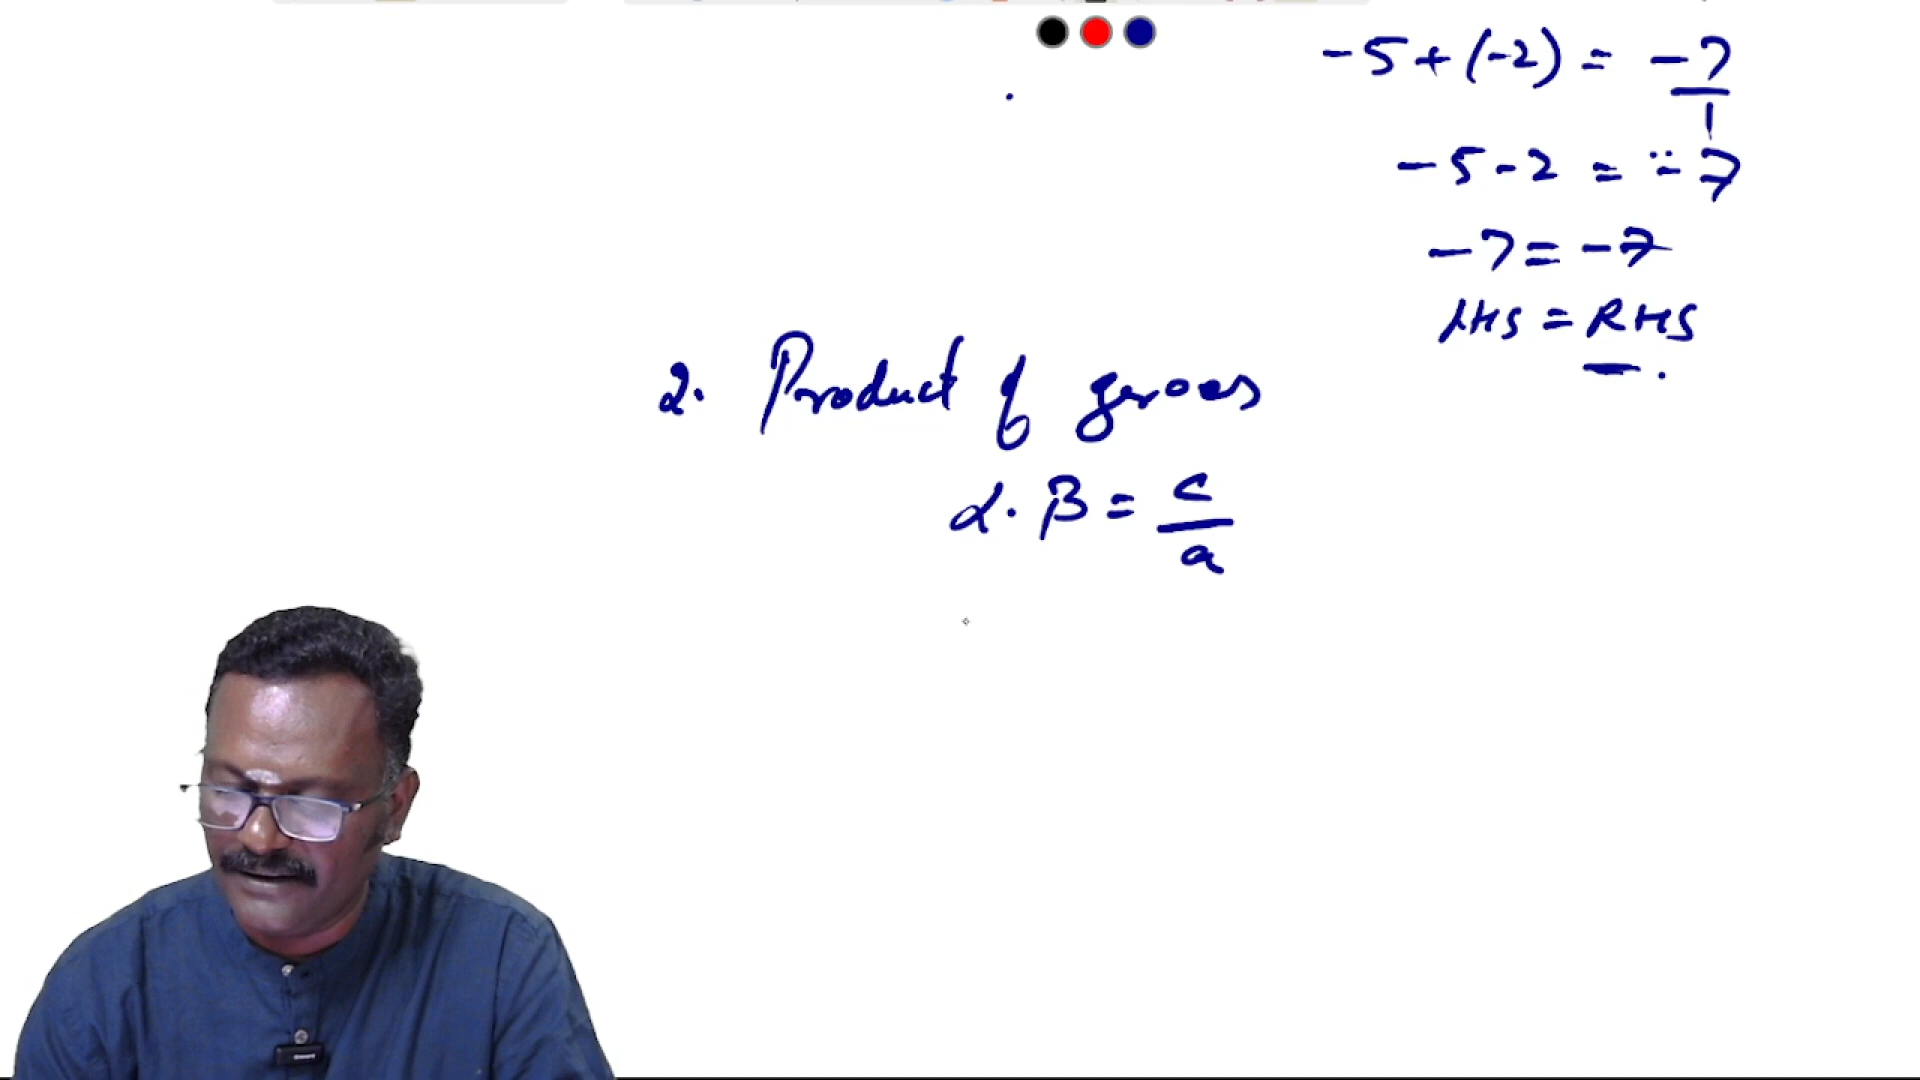 -5+(-2) = -7/1
-5-2 = -7
-7 = -7
LHS = RHS
2. Product of zeroes
α.β = c/a